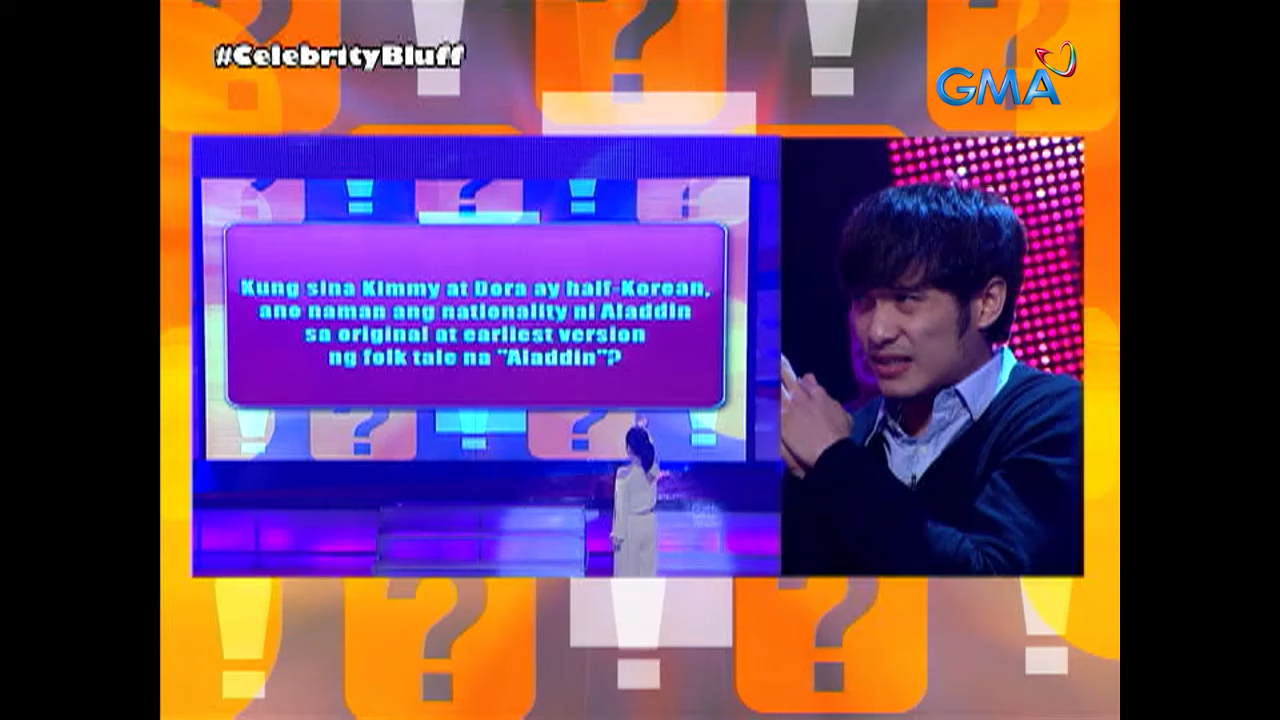 #CelebrityBluff
GMA
Kung sina Kimmy at Dora ay half-Korean,
ano naman ang nationality ni Aladdin
sa original at earliest version
ng folk tale na "Aladdin"?